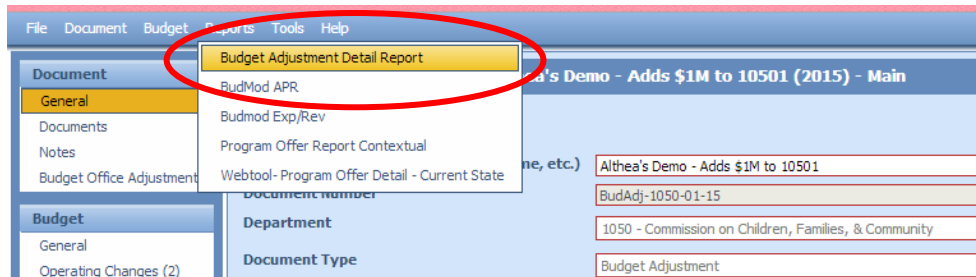 File Document Budget Reports Tools Help
Budget Adjustment Detail Report
BudMod APR
Budmod Exp/Rev
Program Offer Report Contextual
Webtool- Program Offer Detail - Current State
Document
General
Documents
Notes
Budget Office Adjustment
Budget
General
Operating Changes (2)
a's Demo - Adds $1M to 10501 (2015) - Main
me, etc.) Althea's Demo - Adds $1M to 10501
Document Number BudAdj-1050-01-15
Department 1050 - Commission on Children, Families, & Community
Document Type Budget Adjustment